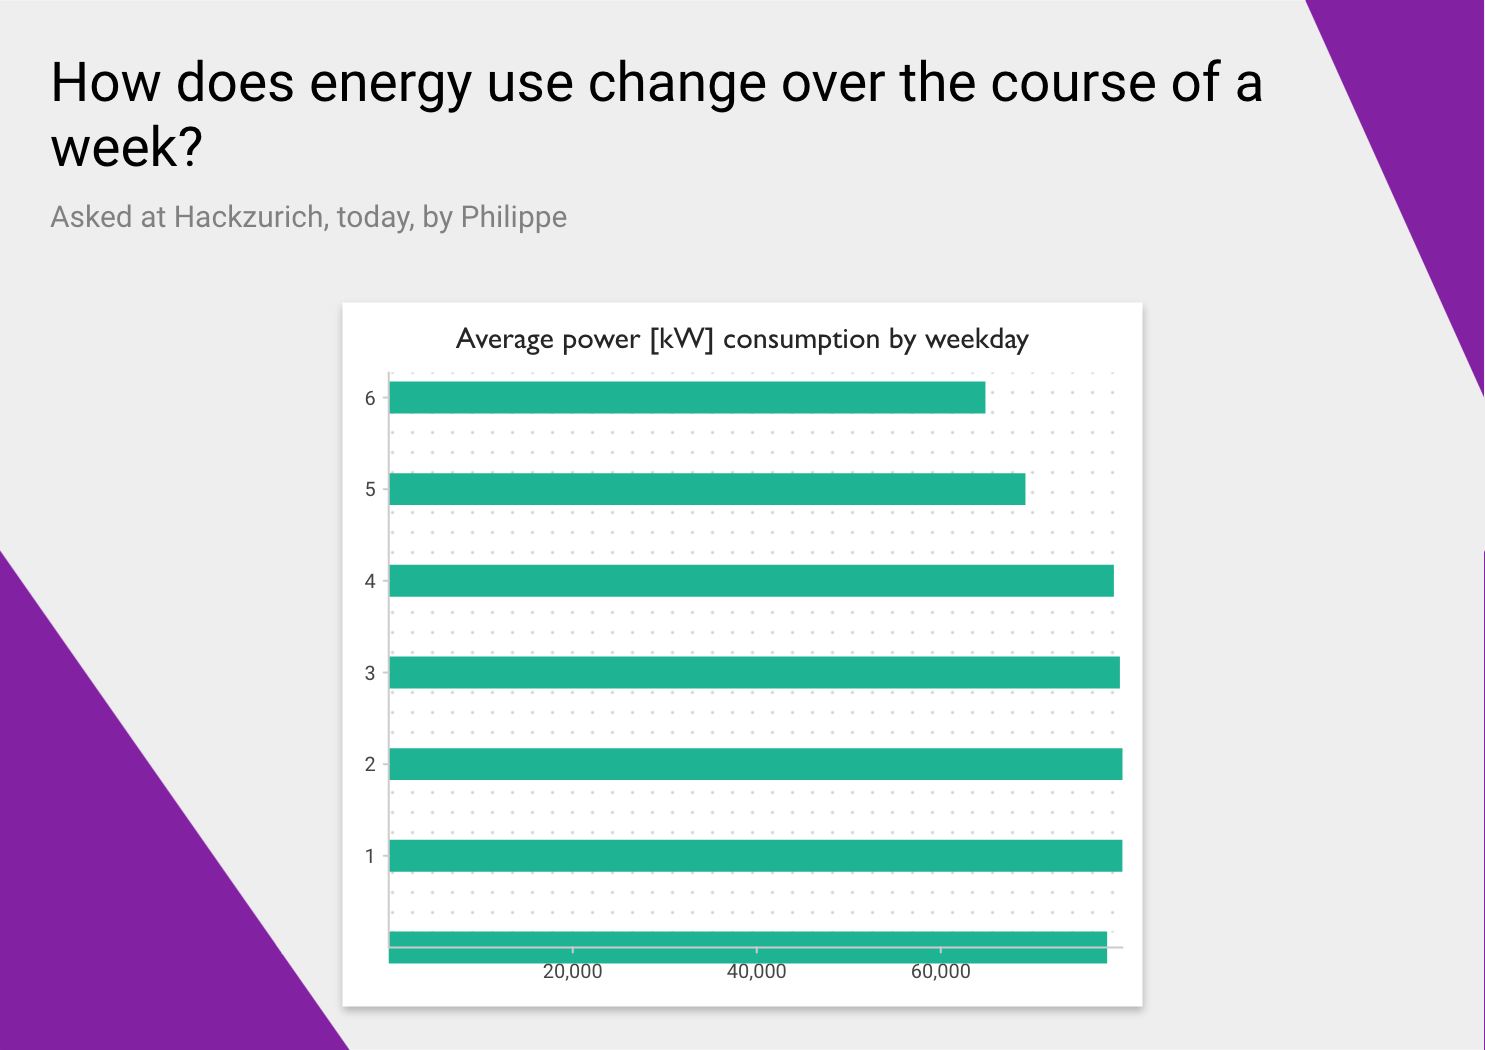 How does energy use change over the course of a
week?
Asked at Hackzurich, today, by Philippe
Average power [kW] consumption by weekday
6
5
4
3
2
1
20,000 40,000 60,000